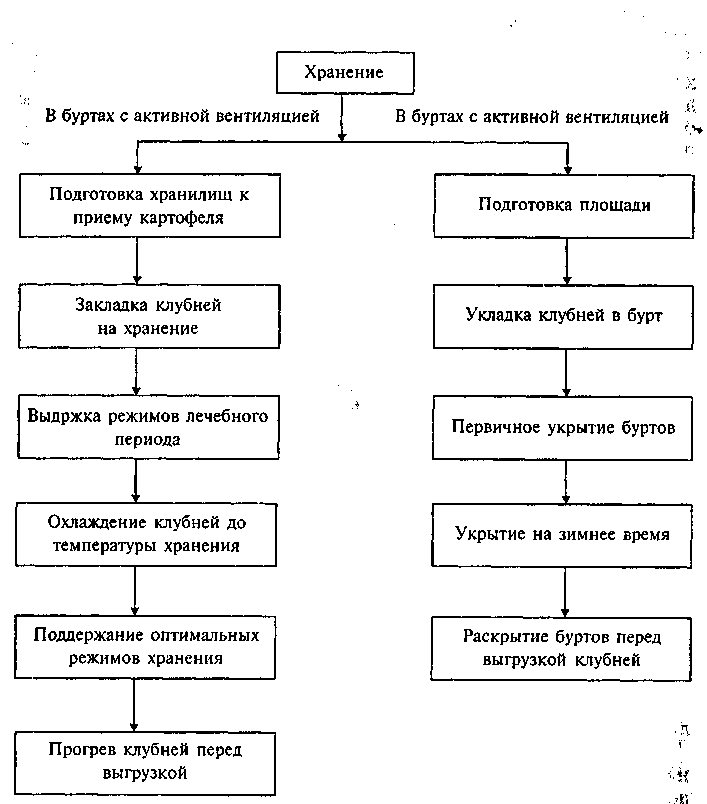 Хранение
В буртах с активной вентиляцией
В буртах с активной вентиляцией
Подготовка хранилищ к
приему картофеля
Закладка клубней
на хранение
Выдржка режимов лечебного
периода
Охлаждение клубней до
температуры хранения
Поддержание оптимальных
режимов хранения
Прогрев клубней перед
выгрузкой
Подготовка площади
Укладка клубней в бурт
Первичное укрытие буртов
Укрытие на зимнее время
Раскрытие буртов перед
выгрузкой клубней